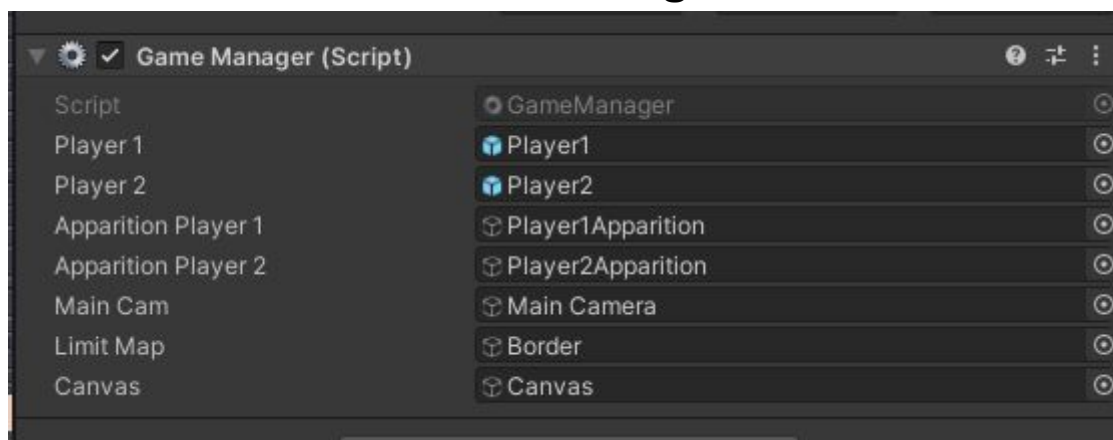 Game Manager (Script)
Script GameManager
Player 1 Player1
Player 2 Player2
Apparition Player 1 Player1Apparition
Apparition Player 2 Player2Apparition
Main Cam Main Camera
Limit Map Border
Canvas Canvas